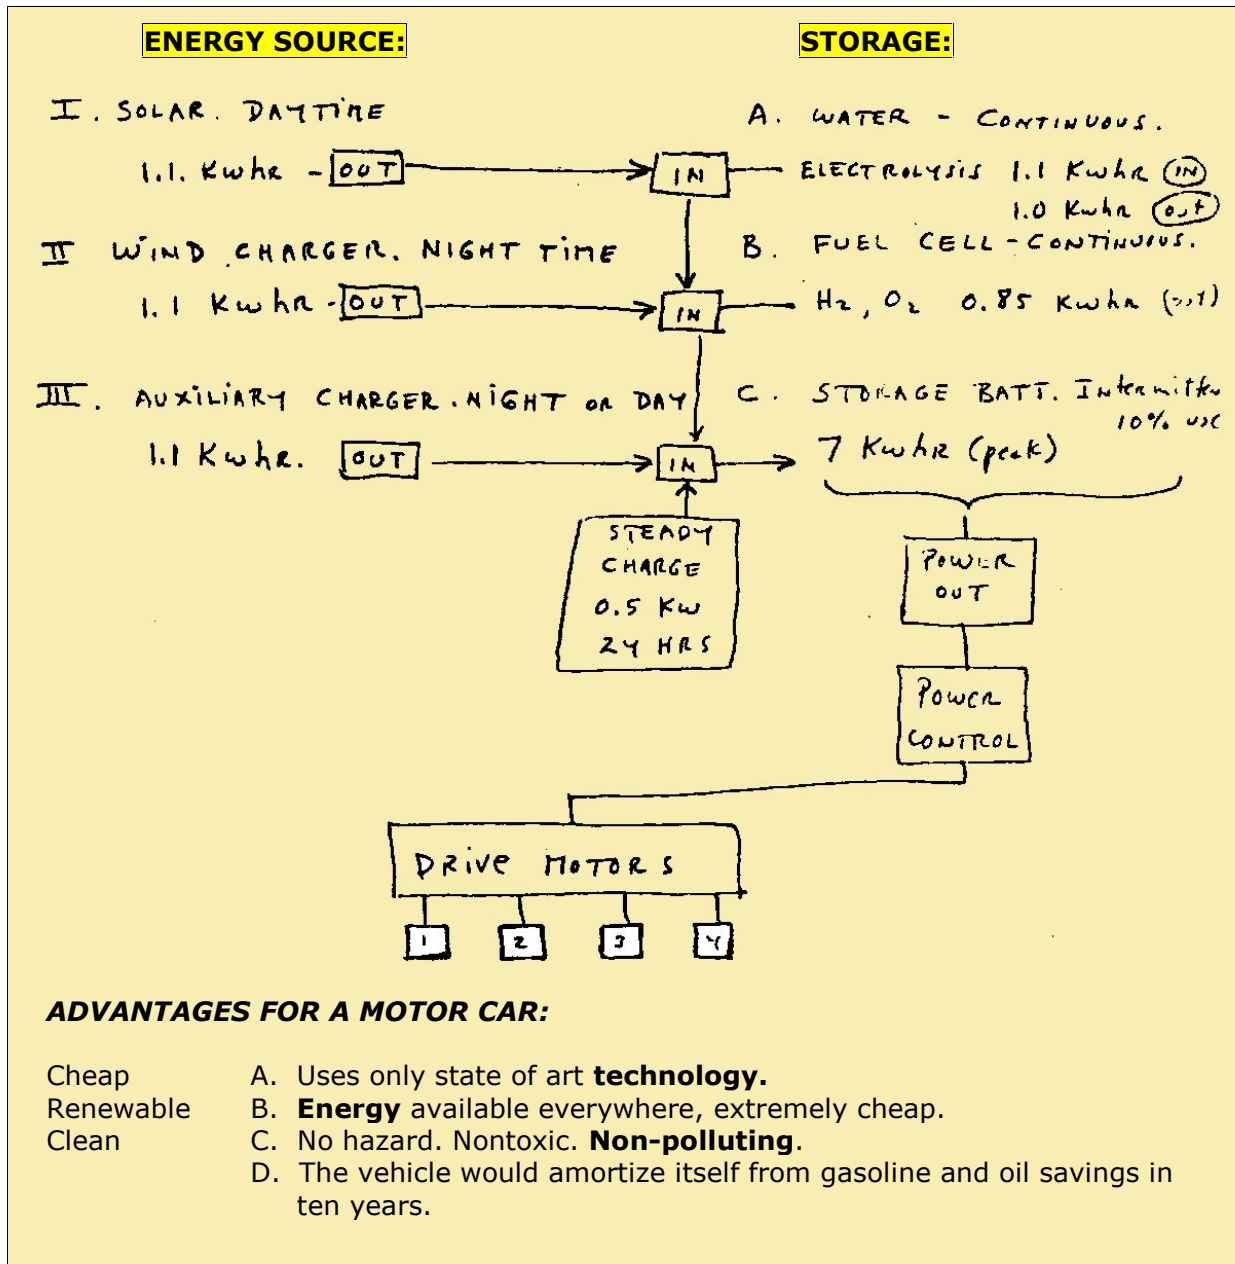 ENERGY SOURCE:
STORAGE:
I. SOLAR. DAYTIME
1.1. Kwhr - OUT
IN
A. WATER - CONTINUOUS.
ELECTROLYSIS 1.1 Kwhr IN
1.0 Kwhr out
II WIND CHARGER. NIGHT TIME
1.1 Kwhr - OUT
IN
B. FUEL CELL - CONTINUOUS.
H2, O2 0.85 Kwhr (out)
III. AUXILIARY CHARGER. NIGHT OR DAY
1.1 Kwhr. OUT
IN
C. STORAGE BATT. Intermitten
10% use
7 Kwhr (peak)
STEADY
CHARGE
0.5 KW
24 HRS
POWER
OUT
POWER
CONTROL
DRIVE MOTORS
1 2 3 4
ADVANTAGES FOR A MOTOR CAR:
Cheap A. Uses only state of art technology.
Renewable B. Energy available everywhere, extremely cheap.
Clean C. No hazard. Nontoxic. Non-polluting.
D. The vehicle would amortize itself from gasoline and oil savings in
ten years.